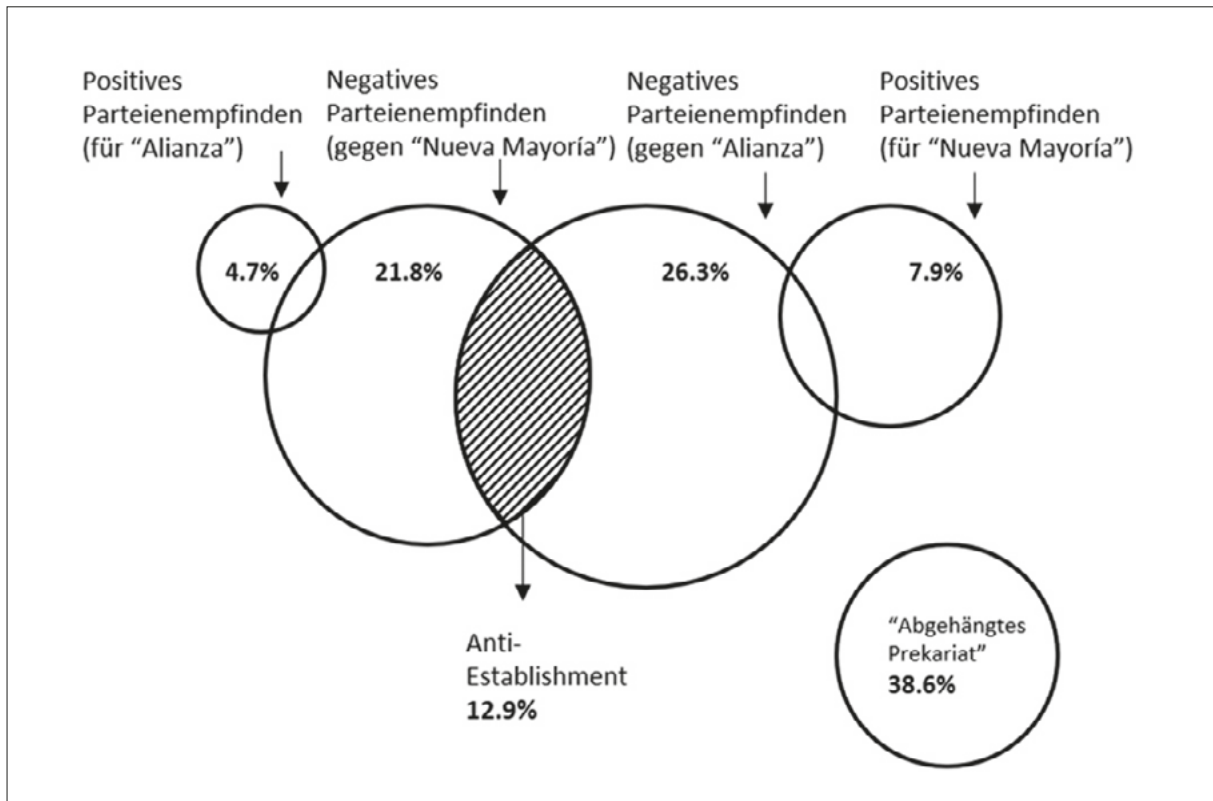 Positives
Parteienempfinden
(für “Alianza”)
Negatives
Parteienempfinden
(gegen “Nueva Mayoría”)
Negatives
Parteienempfinden
(gegen “Alianza”)
Positives
Parteienempfinden
(für “Nueva Mayoría”)
4.7%
21.8%
26.3%
7.9%
Anti-
Establishment
12.9%
“Abgehängtes
Prekariat”
38.6%